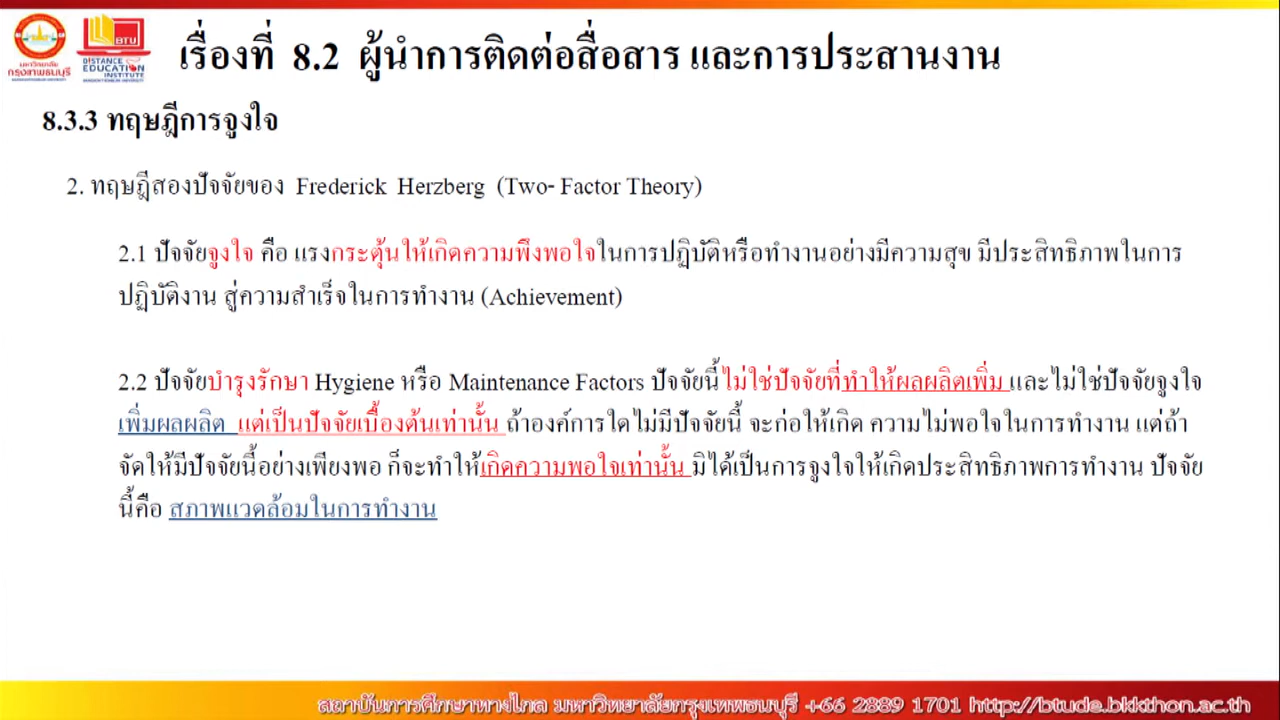 เรื่องที่ 8.2 ผู้นำการติดต่อสื่อสาร และการประสานงาน
มหาวิทยาลัย
กรุงเทพธนบุรี
BTU
DISTANCE
EDUCATION
INSTITUTE
8.3.3 ทฤษฎีการจูงใจ
2. ทฤษฎีสองปัจจัยของ Frederick Herzberg (Two- Factor Theory)
2.1 ปัจจัยจูงใจ คือ แรงกระตุ้นให้เกิดความพึงพอใจในการปฏิบัติหรือทำงานอย่างมีความสุข มีประสิทธิภาพในการ
ปฏิบัติงาน สู่ความสำเร็จในการทำงาน (Achievement)
2.2 ปัจจัยบำรุงรักษา Hygiene หรือ Maintenance Factors ปัจจัยนี้ไม่ใช่ปัจจัยที่ทำให้ผลผลิตเพิ่ม และไม่ใช่ปัจจัยจูงใจ
เพิ่มผลผลิต แต่เป็นปัจจัยเบื้องต้นเท่านั้น ถ้าองค์การใดไม่มีปัจจัยนี้ จะก่อให้เกิด ความไม่พอใจในการทำงาน แต่ถ้า
จัดให้มีปัจจัยนี้อย่างเพียงพอ ก็จะทำให้เกิดความพอใจเท่านั้น มิได้เป็นการจูงใจให้เกิดประสิทธิภาพการทำงาน ปัจจัย
นี้คือ สภาพแวดล้อมในการทำงาน
สถาบันการศึกษาทางไกล มหาวิทยาลัยกรุงเทพธนบุรี +66 2889 1701 http://btude.bkkthon.ac.th